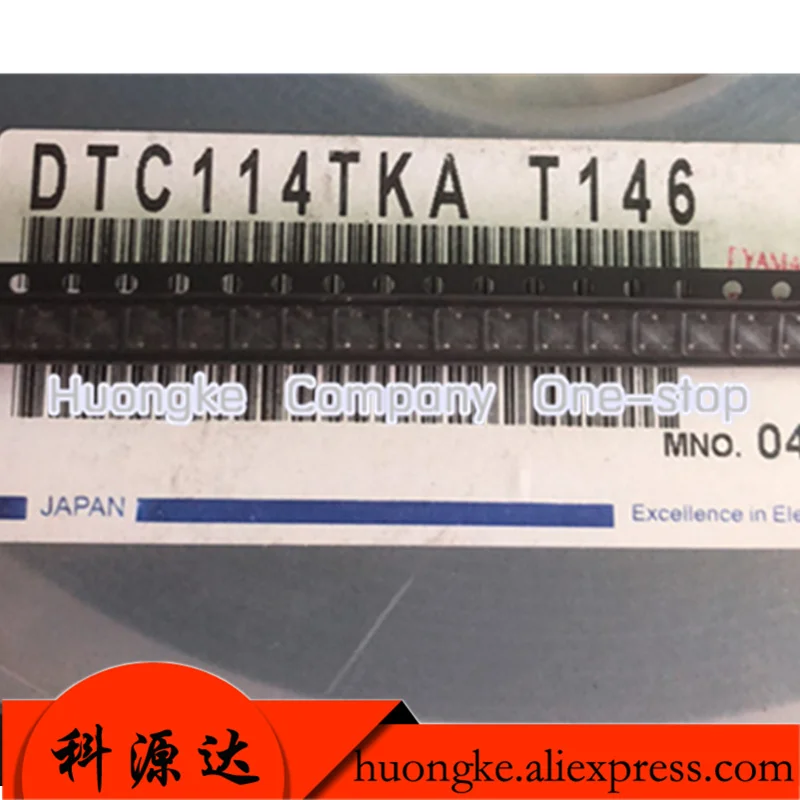 DTC114TKA T146
Huongke Company One-stop
MNO. 04
JAPAN
Excellence in Ele
科源达
huongke.aliexpress.com